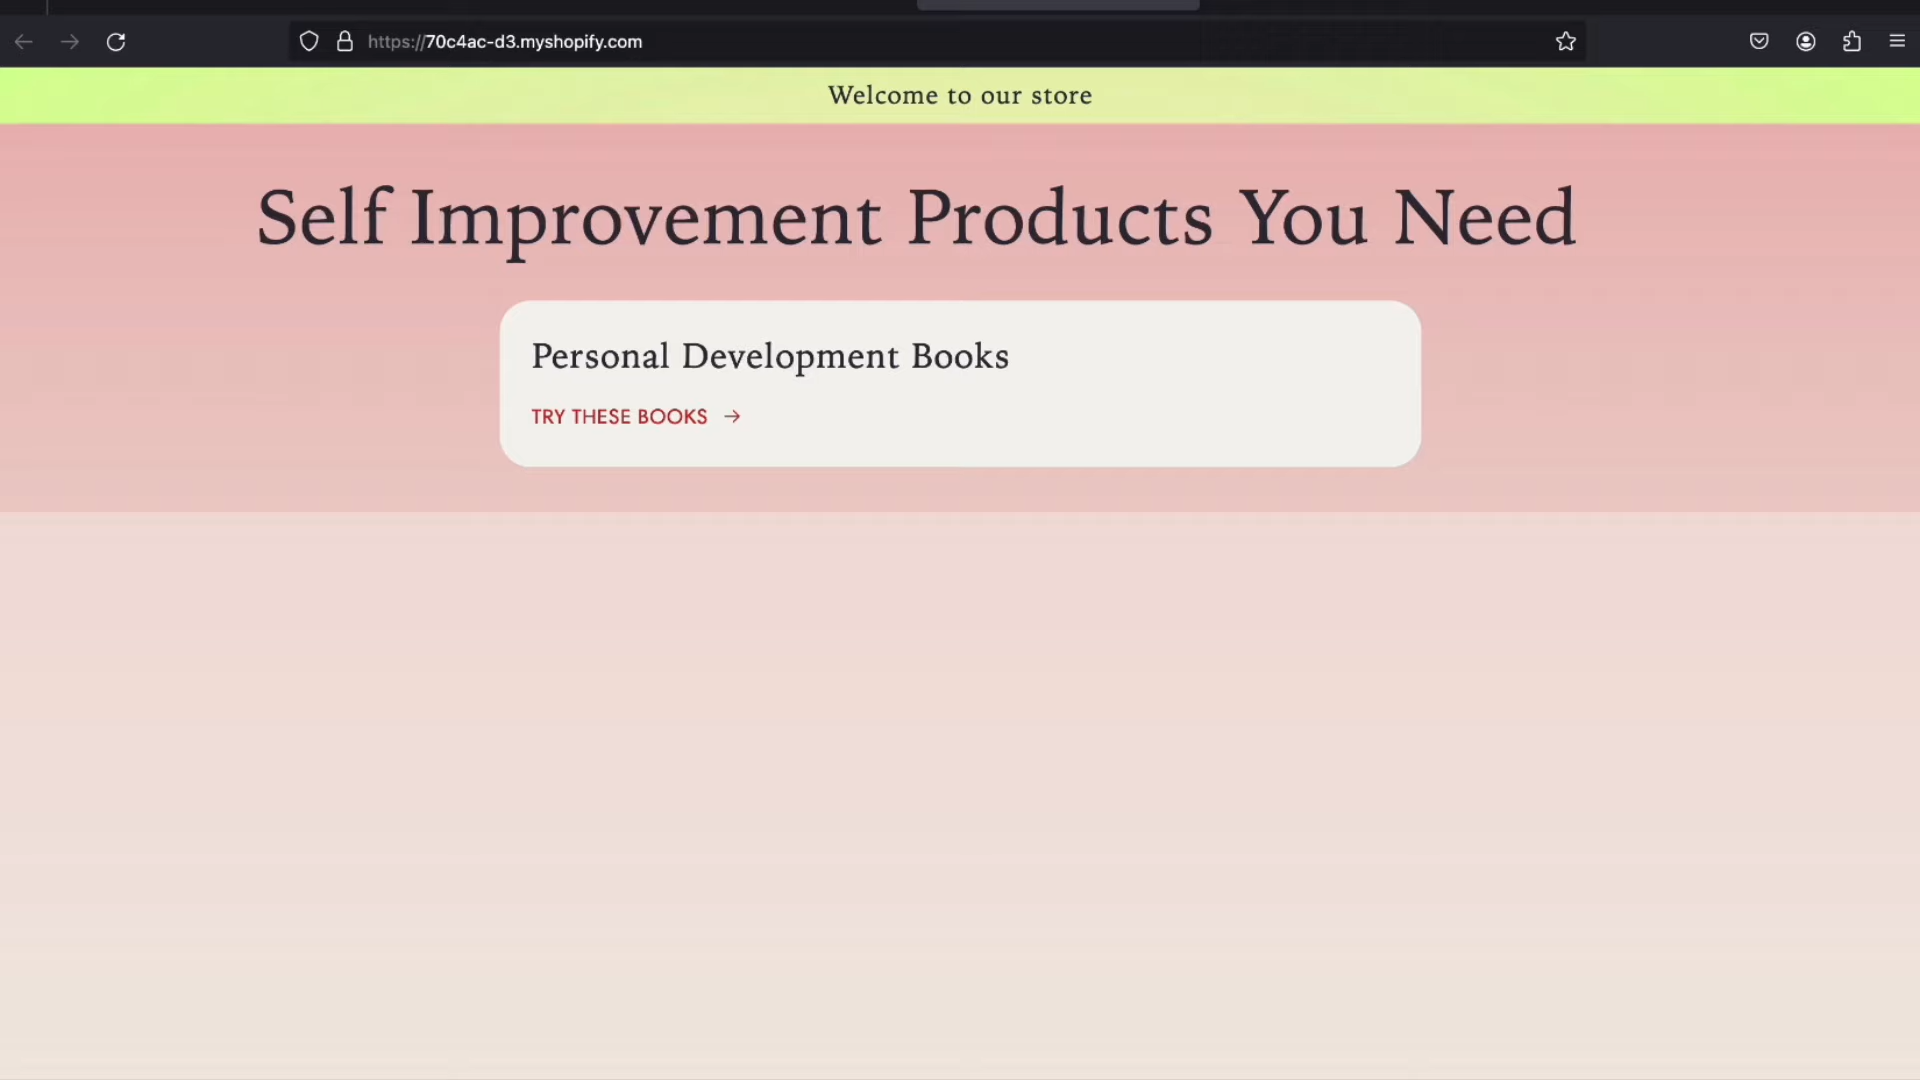 https://70c4ac-d3.myshopify.com
Welcome to our store
Self Improvement Products You Need
Personal Development Books
TRY THESE BOOKS →